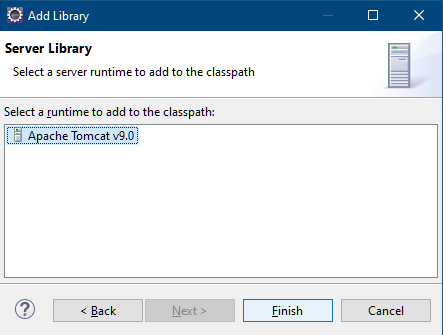 Add Library
Server Library
Select a server runtime to add to the classpath
Select a runtime to add to the classpath:
Apache Tomcat v9.0
?
< Back
Next >
Finish
Cancel